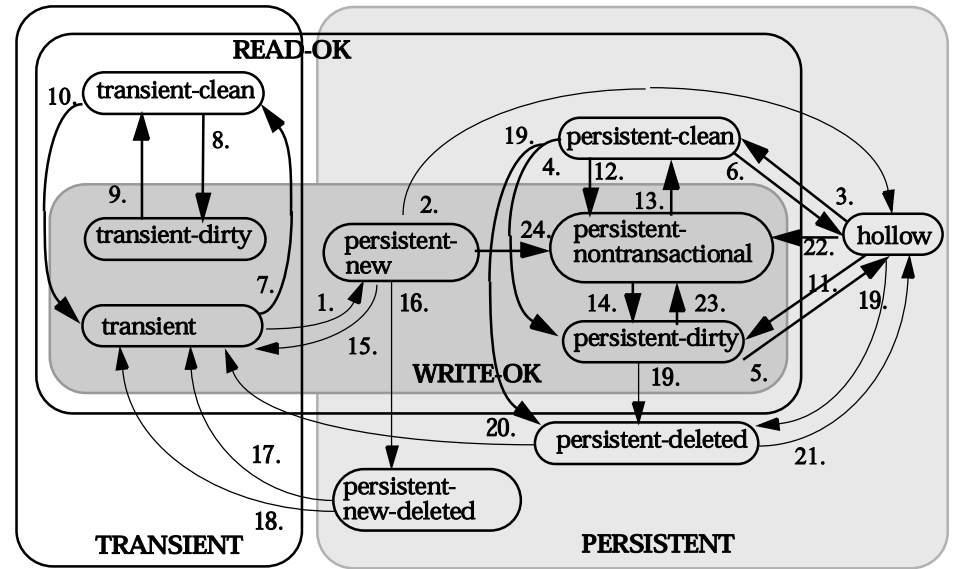 READ-OK
10.
transient-clean
8.
9.
transient-dirty
7.
transient
1.
15.
2.
persistent-
new
16.
24.
19.
4.
persistent-clean
12.
13.
6.
3.
persistent-
nontransactional
hollow
22.
11.
19.
14.
23.
persistent-dirty
WRITE-OK
19.
5.
20.
persistent-deleted
21.
17.
18.
persistent-
new-deleted
TRANSIENT
PERSISTENT